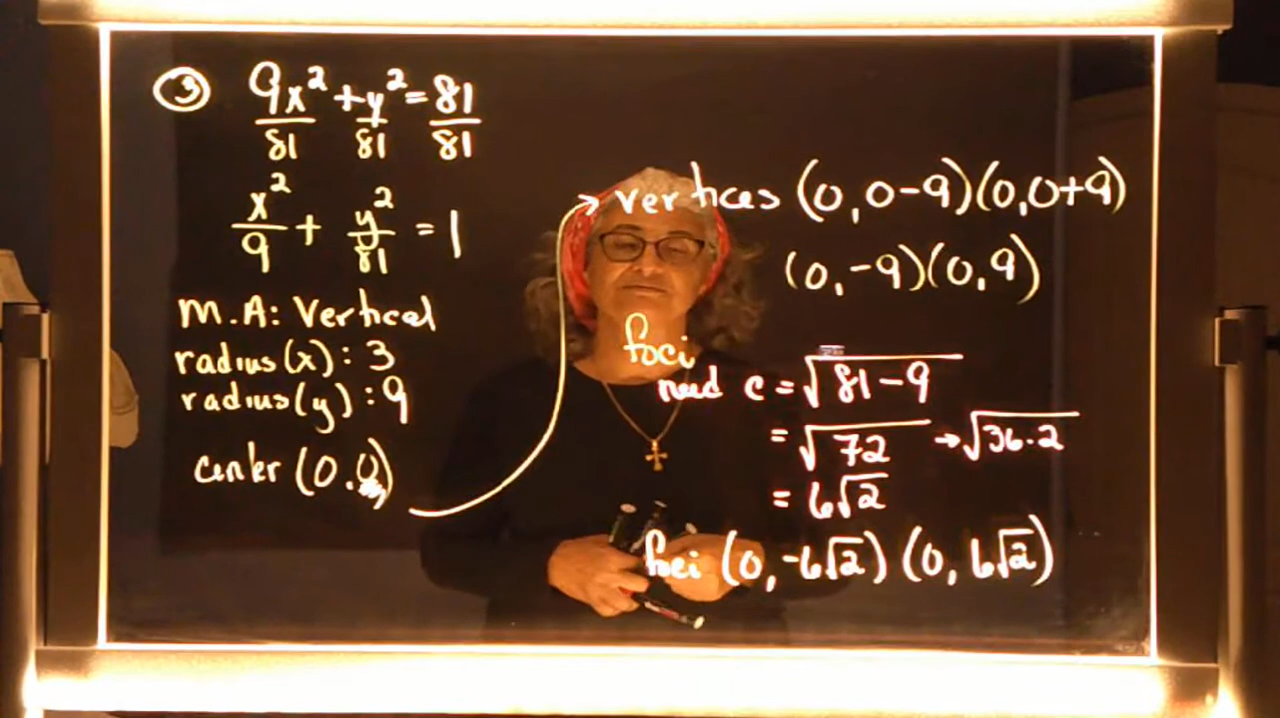 ③ 9x²/81 + y²/81 = 81/81
x²/9 + y²/81 = 1
M.A: Vertical
radius(x): 3
radius(y): 9
center (0,0)
vertices (0,0-9)(0,0+9)
(0,-9)(0,9)
foci
need c = √81-9
= √72 → √36·2
= 6√2
foci (0,-6√2) (0, 6√2)